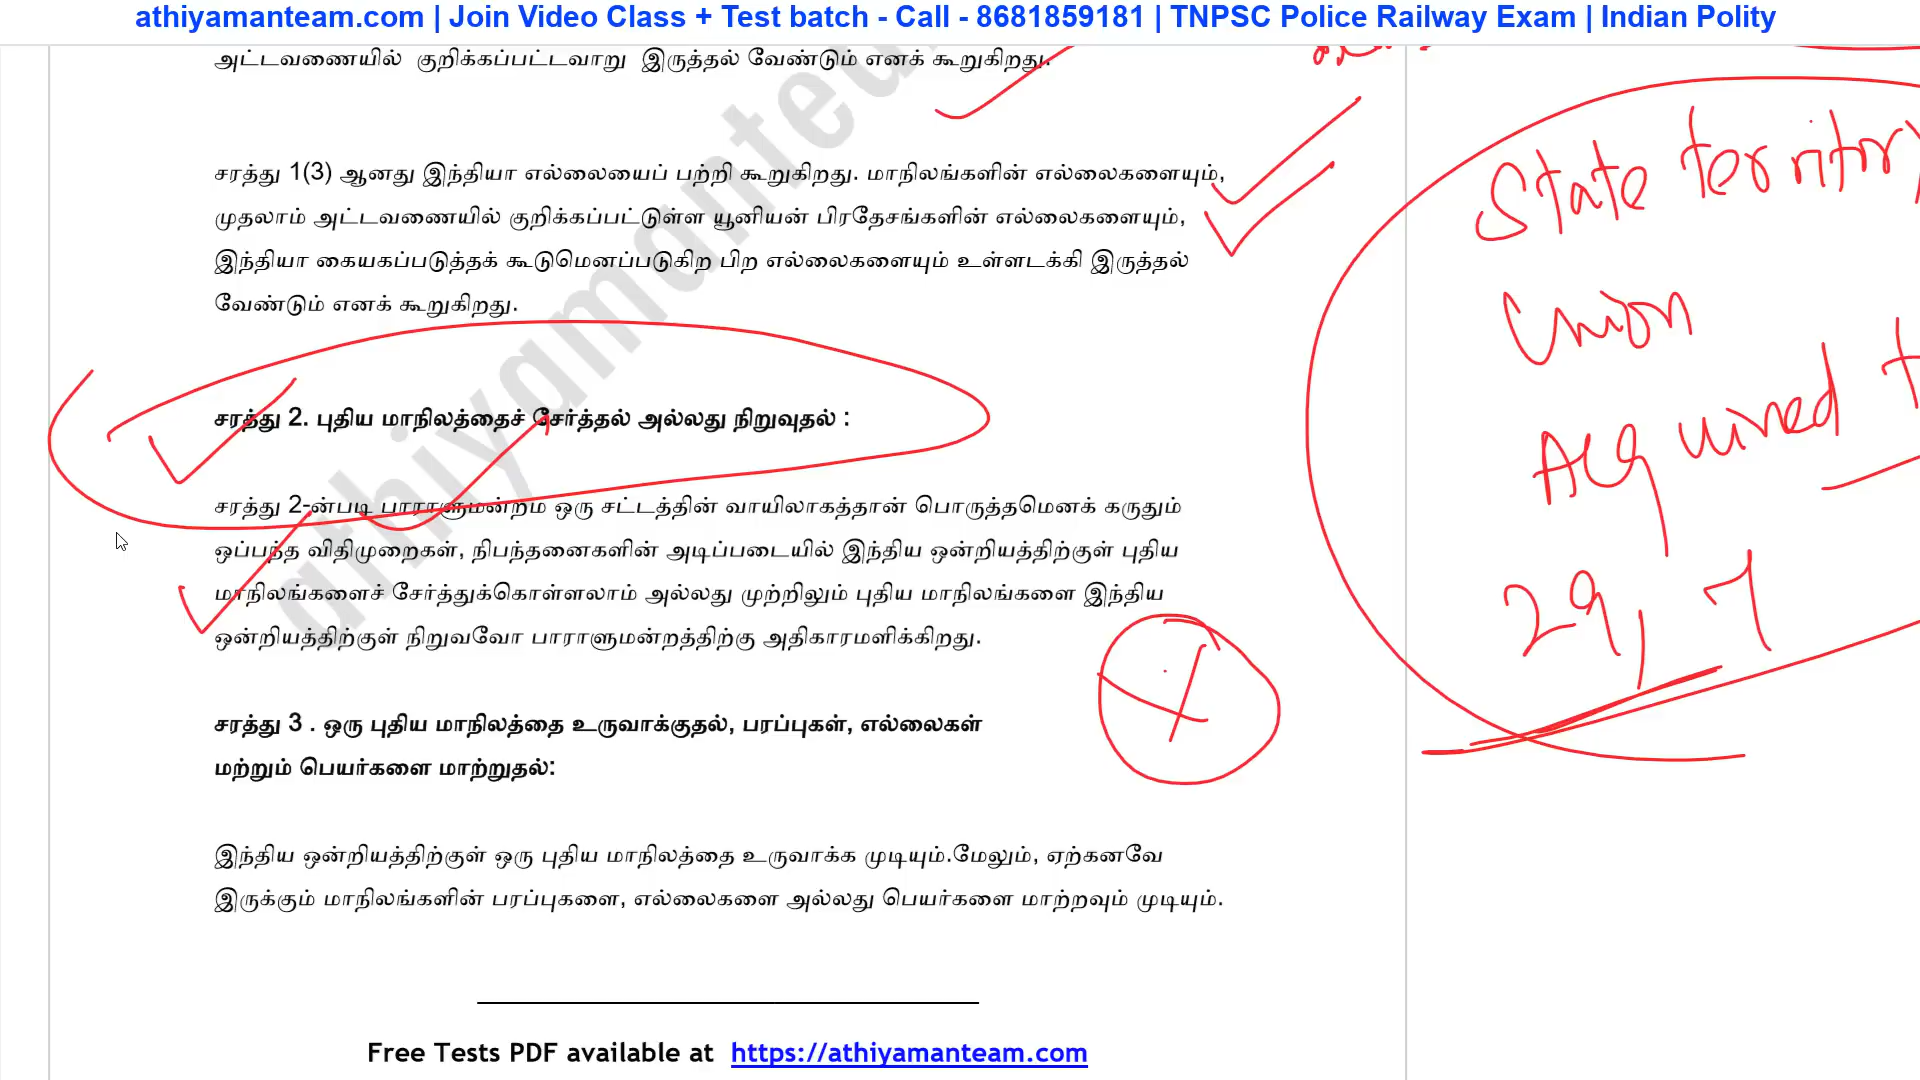 athiyamanteam.com | Join Video Class + Test batch - Call - 8681859181 | TNPSC Police Railway Exam | Indian Polity
அட்டவணையில் குறிக்கப்பட்டவாறு இருத்தல் வேண்டும் எனக் கூறுகிறது.
சரத்து 1(3) ஆனது இந்தியா எல்லையைப் பற்றி கூறுகிறது. மாநிலங்களின் எல்லைகளையும்,
முதலாம் அட்டவணையில் குறிக்கப்பட்டுள்ள யூனியன் பிரதேசங்களின் எல்லைகளையும்,
இந்தியா கையகப்படுத்தக் கூடுமெனப்படுகிற பிற எல்லைகளையும் உள்ளடக்கி இருத்தல்
வேண்டும் எனக் கூறுகிறது.
சரத்து 2. புதிய மாநிலத்தைச் சேர்த்தல் அல்லது நிறுவுதல் :
சரத்து 2-ன்படி பாராளுமன்றம் ஒரு சட்டத்தின் வாயிலாகத்தான் பொருத்தமெனக் கருதும்
ஒப்பந்த விதிமுறைகள், நிபந்தனைகளின் அடிப்படையில் இந்திய ஒன்றியத்திற்குள் புதிய
மாநிலங்களைச் சேர்த்துக்கொள்ளலாம் அல்லது முற்றிலும் புதிய மாநிலங்களை இந்திய
ஒன்றியத்திற்குள் நிறுவவோ பாராளுமன்றத்திற்கு அதிகாரமளிக்கிறது.
சரத்து 3 . ஒரு புதிய மாநிலத்தை உருவாக்குதல், பரப்புகள், எல்லைகள்
மற்றும் பெயர்களை மாற்றுதல்:
இந்திய ஒன்றியத்திற்குள் ஒரு புதிய மாநிலத்தை உருவாக்க முடியும்.மேலும், ஏற்கனவே
இருக்கும் மாநிலங்களின் பரப்புகளை, எல்லைகளை அல்லது பெயர்களை மாற்றவும் முடியும்.
Free Tests PDF available at https://athiyamanteam.com
athiyamantea
State territory
Union
Acquired t
29, 7